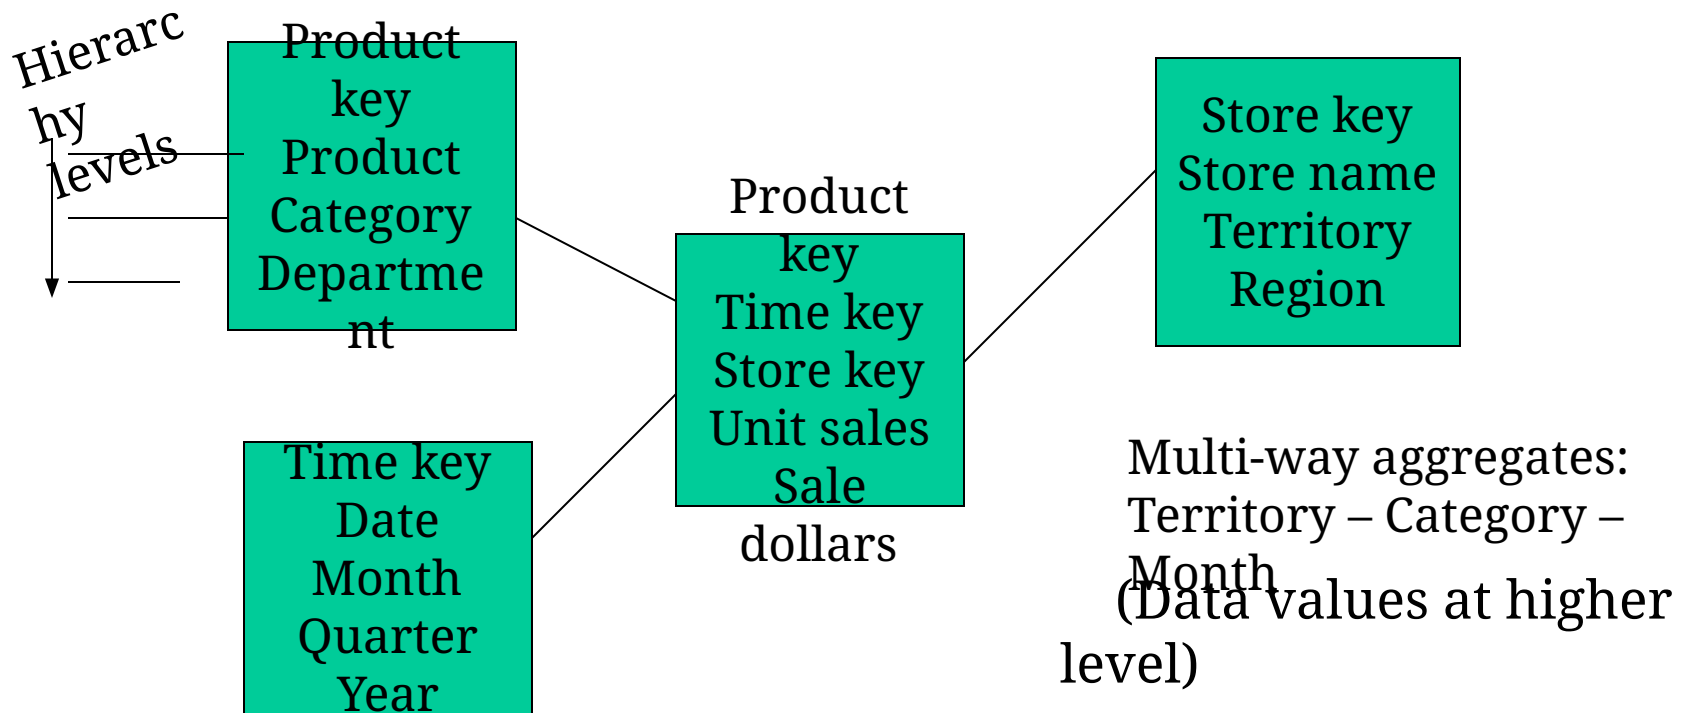 Hierarc
hy
levels
Product
key
Product
Category
Departme
nt
Product
key
Time key
Store key
Unit sales
Sale
dollars
Store key
Store name
Territory
Region
Time key
Date
Month
Quarter
Year
Multi-way aggregates:
Territory – Category –
Month
(Data values at higher
level)